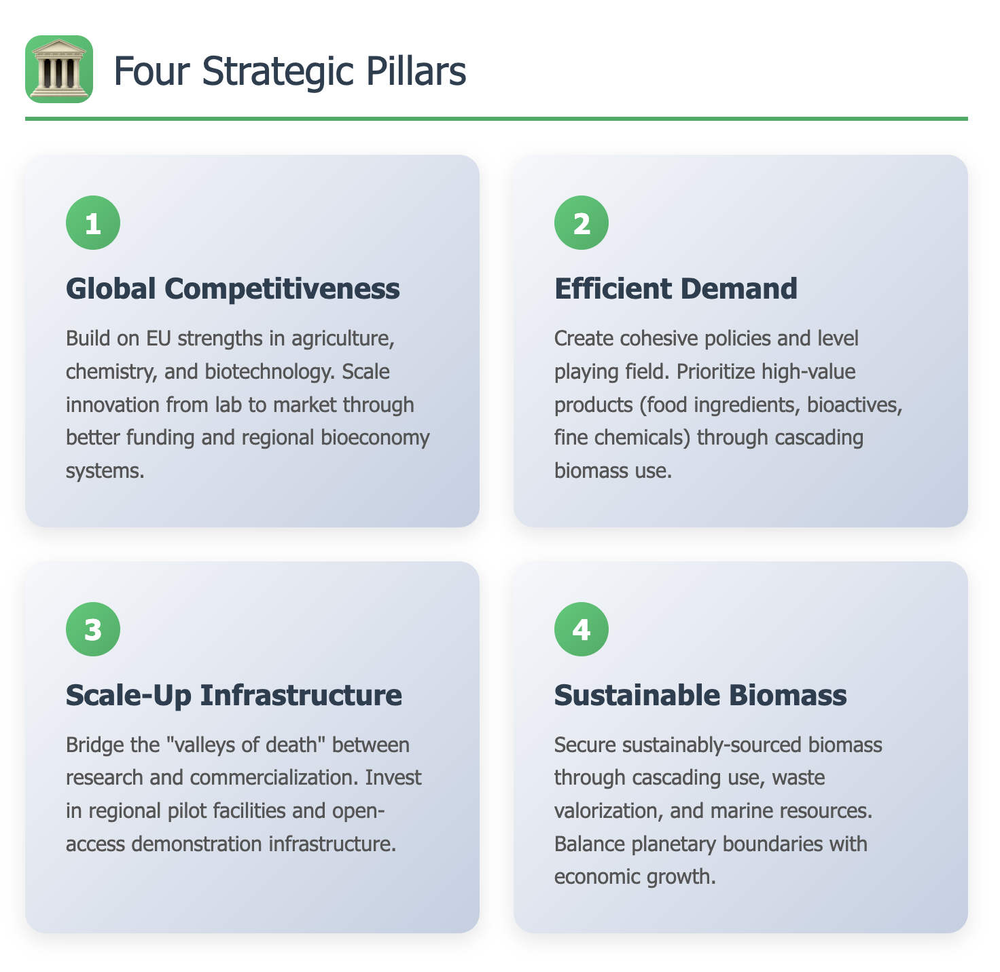 Four Strategic Pillars
1
Global Competitiveness
Build on EU strengths in agriculture,
chemistry, and biotechnology. Scale
innovation from lab to market through
better funding and regional bioeconomy
systems.
2
Efficient Demand
Create cohesive policies and level
playing field. Prioritize high-value
products (food ingredients, bioactives,
fine chemicals) through cascading
biomass use.
3
Scale-Up Infrastructure
Bridge the "valleys of death" between
research and commercialization. Invest
in regional pilot facilities and open-
access demonstration infrastructure.
4
Sustainable Biomass
Secure sustainably-sourced biomass
through cascading use, waste
valorization, and marine resources.
Balance planetary boundaries with
economic growth.